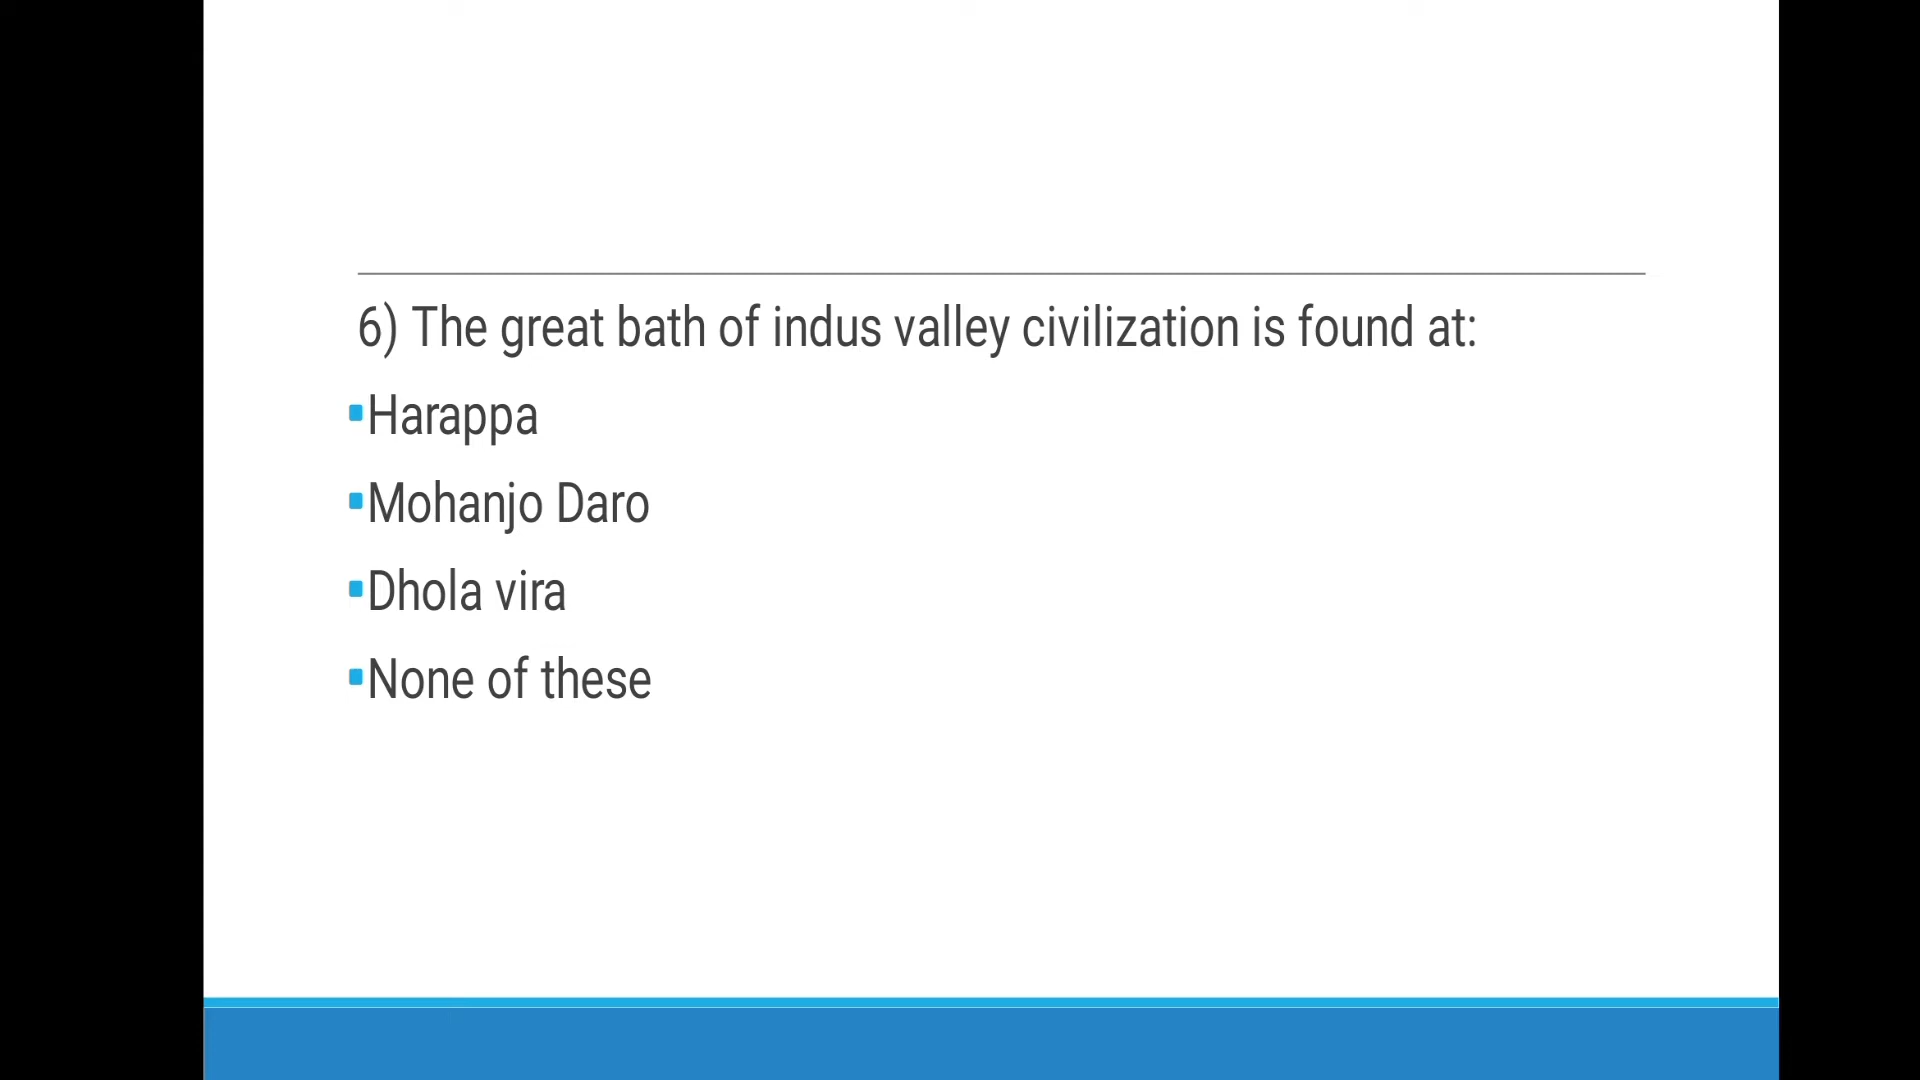 6) The great bath of indus valley civilization is found at:
▪Harappa
▪Mohanjo Daro
▪Dhola vira
▪None of these